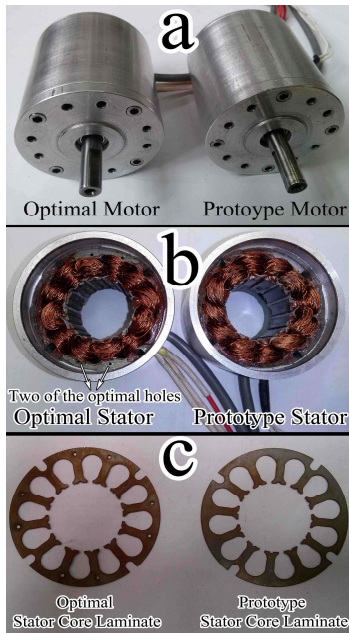 a
Optimal Motor
Protoype Motor
b
Two of the optimal holes
Optimal Stator
Prototype Stator
c
Optimal
Stator Core Laminate
Prototype
Stator Core Laminate